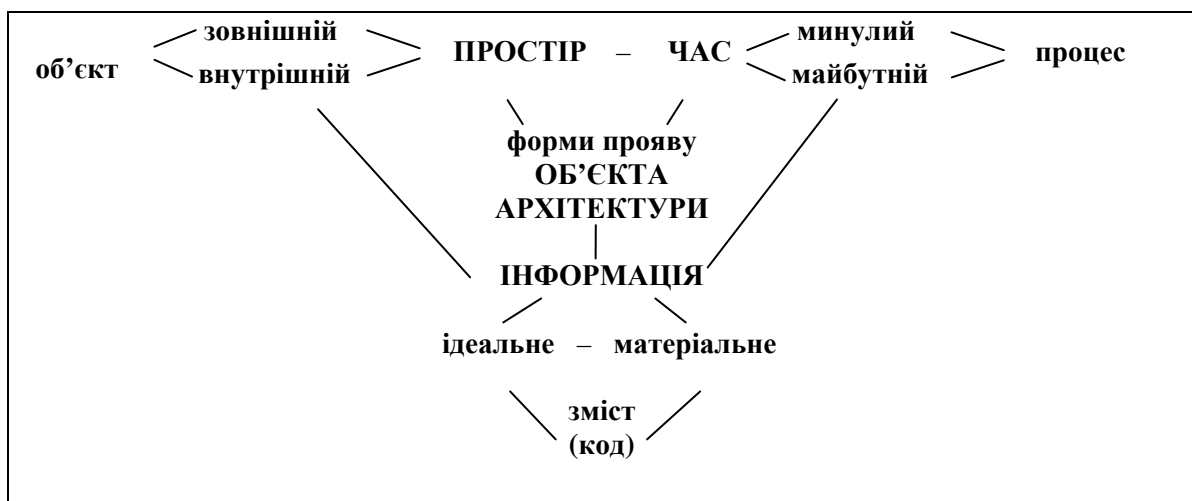 зовнішній
минулий
об’єкт
ПРОСТІР – ЧАС
процес
внутрішній
майбутній
форми прояву
ОБ’ЄКТА
АРХІТЕКТУРИ
ІНФОРМАЦІЯ
ідеальне – матеріальне
зміст
(код)